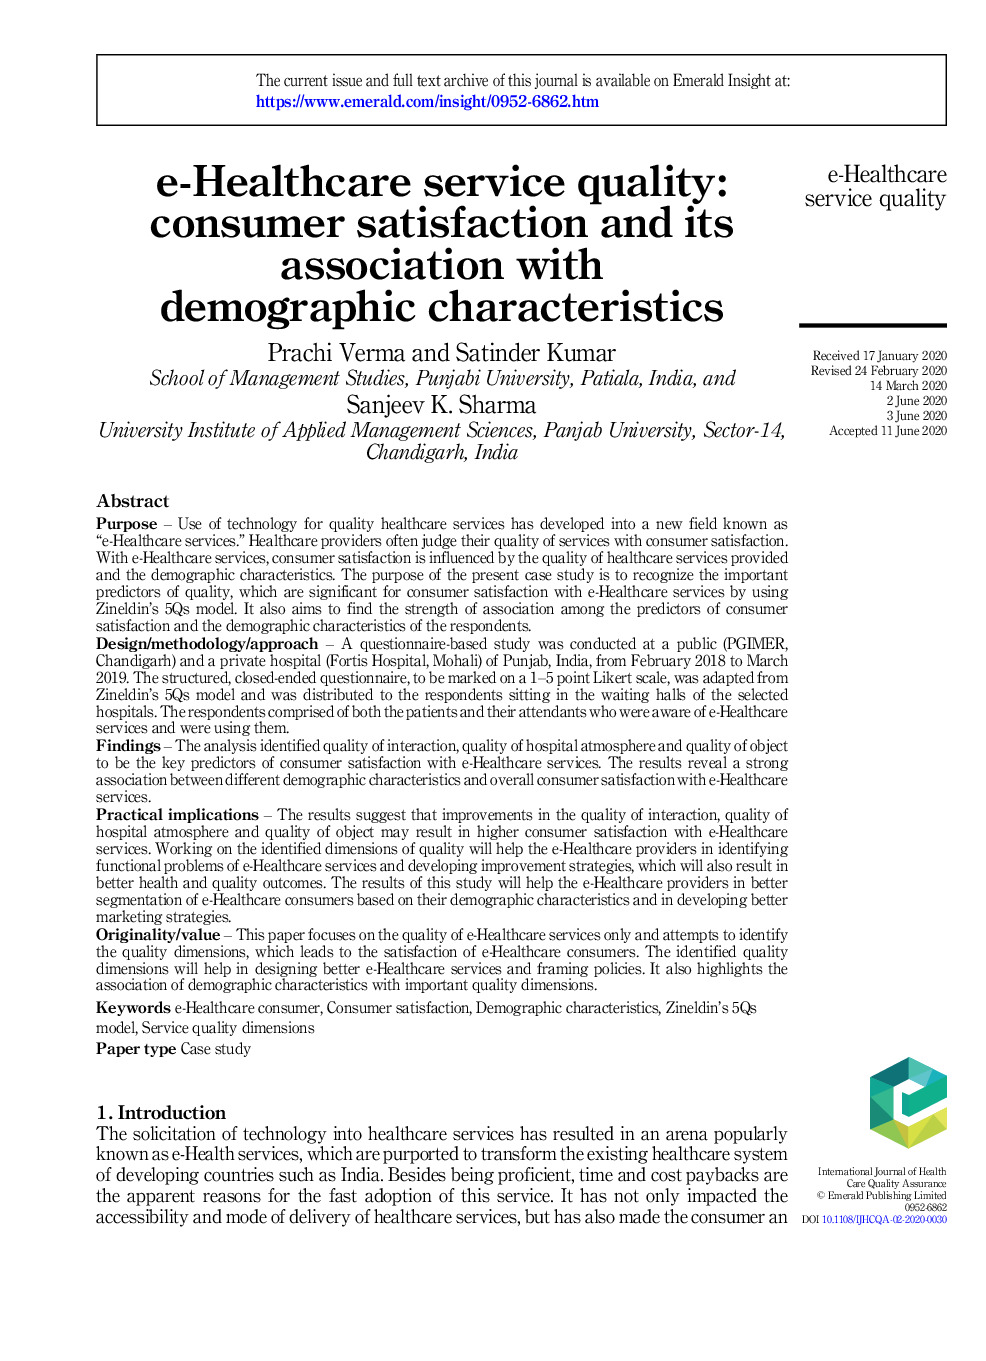 The current issue and full text archive of this journal is available on Emerald Insight at:
https://www.emerald.com/insight/0952-6862.htm
e-Healthcare service quality:
consumer satisfaction and its
association with
demographic characteristics
Prachi Verma and Satinder Kumar
School of Management Studies, Punjabi University, Patiala, India, and
Sanjeev K. Sharma
University Institute of Applied Management Sciences, Panjab University, Sector-14,
Chandigarh, India
e-Healthcare
service quality
Received 17 January 2020
Revised 24 February 2020
14 March 2020
2 June 2020
3 June 2020
Accepted 11 June 2020
Abstract
Purpose – Use of technology for quality healthcare services has developed into a new field known as
“e-Healthcare services.” Healthcare providers often judge their quality of services with consumer satisfaction.
With e-Healthcare services, consumer satisfaction is influenced by the quality of healthcare services provided
and the demographic characteristics. The purpose of the present case study is to recognize the important
predictors of quality, which are significant for consumer satisfaction with e-Healthcare services by using
Zineldin’s 5Qs model. It also aims to find the strength of association among the predictors of consumer
satisfaction and the demographic characteristics of the respondents.
Design/methodology/approach – A questionnaire-based study was conducted at a public (PGIMER,
Chandigarh) and a private hospital (Fortis Hospital, Mohali) of Punjab, India, from February 2018 to March
2019. The structured, closed-ended questionnaire, to be marked on a 1–5 point Likert scale, was adapted from
Zineldin’s 5Qs model and was distributed to the respondents sitting in the waiting halls of the selected
hospitals. The respondents comprised of both the patients and their attendants who were aware of e-Healthcare
services and were using them.
Findings – The analysis identified quality of interaction, quality of hospital atmosphere and quality of object
to be the key predictors of consumer satisfaction with e-Healthcare services. The results reveal a strong
association between different demographic characteristics and overall consumer satisfaction with e-Healthcare
services.
Practical implications – The results suggest that improvements in the quality of interaction, quality of
hospital atmosphere and quality of object may result in higher consumer satisfaction with e-Healthcare
services. Working on the identified dimensions of quality will help the e-Healthcare providers in identifying
functional problems of e-Healthcare services and developing improvement strategies, which will also result in
better health and quality outcomes. The results of this study will help the e-Healthcare providers in better
segmentation of e-Healthcare consumers based on their demographic characteristics and in developing better
marketing strategies.
Originality/value – This paper focuses on the quality of e-Healthcare services only and attempts to identify
the quality dimensions, which leads to the satisfaction of e-Healthcare consumers. The identified quality
dimensions will help in designing better e-Healthcare services and framing policies. It also highlights the
association of demographic characteristics with important quality dimensions.
Keywords e-Healthcare consumer, Consumer satisfaction, Demographic characteristics, Zineldin’s 5Qs
model, Service quality dimensions
Paper type Case study
1. Introduction
The solicitation of technology into healthcare services has resulted in an arena popularly
known as e-Health services, which are purported to transform the existing healthcare system
of developing countries such as India. Besides being proficient, time and cost paybacks are
the apparent reasons for the fast adoption of this service. It has not only impacted the
accessibility and mode of delivery of healthcare services, but has also made the consumer an
International Journal of Health
Care Quality Assurance
© Emerald Publishing Limited
0952-6862
DOI 10.1108/IJHCQA-02-2020-0030